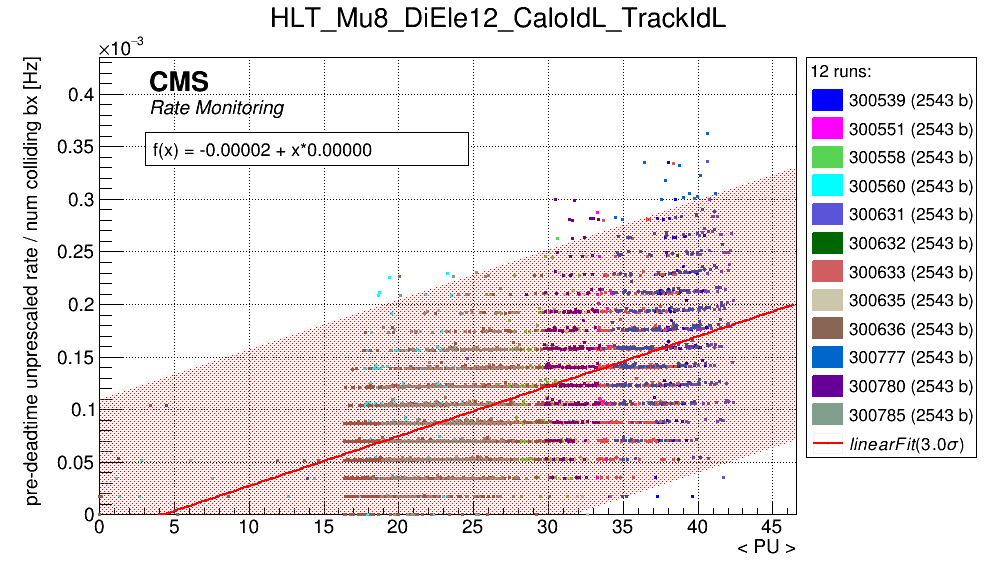 HLT_Mu8_DiEle12_CaloIdL_TrackIdL
×10⁻³
CMS
Rate Monitoring
f(x) = -0.00002 + x*0.00000
pre-deadtime unprescaled rate / num colliding bx [Hz]
0.4
0.35
0.3
0.25
0.2
0.15
0.1
0.05
0
0 5 10 15 20 25 30 35 40 45
< PU >
12 runs:
300539 (2543 b)
300551 (2543 b)
300558 (2543 b)
300560 (2543 b)
300631 (2543 b)
300632 (2543 b)
300633 (2543 b)
300635 (2543 b)
300636 (2543 b)
300777 (2543 b)
300780 (2543 b)
300785 (2543 b)
linearFit(3.0σ)